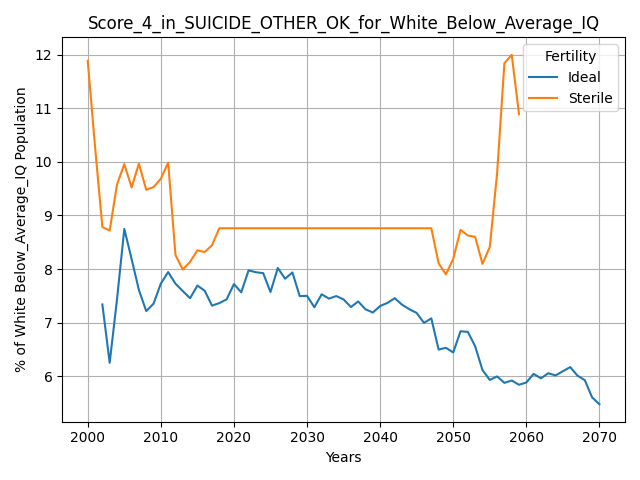 Score_4_in_SUICIDE_OTHER_OK_for_White_Below_Average_IQ
% of White Below_Average_IQ Population
12
11
10
9
8
7
6
Fertility
Ideal
Sterile
2000 2010 2020 2030 2040 2050 2060 2070
Years